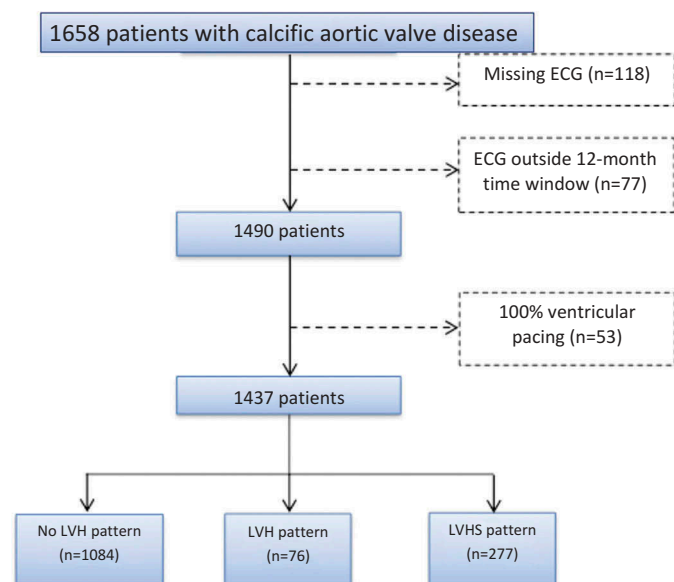 1658 patients with calcific aortic valve disease
Missing ECG (n=118)
ECG outside 12-month
time window (n=77)
1490 patients
100% ventricular
pacing (n=53)
1437 patients
No LVH pattern
(n=1084)
LVH pattern
(n=76)
LVHS pattern
(n=277)